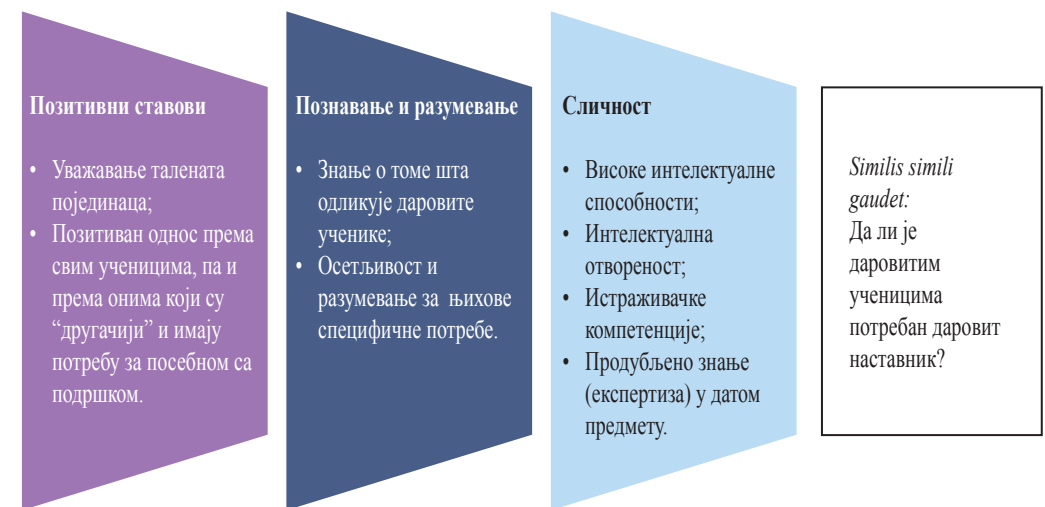 Позитивни ставови
• Уважавање талената
појединаца;
• Позитиван однос према
свим ученицима, па и
према онима који су
“другачији” и имају
потребу за посебном са
подршком.
Познавање и разумевање
• Знање о томе шта
одликује даровите
ученике;
• Осетљивост и
разумевање за њихове
специфичне потребе.
Сличност
• Високе интелектуалне
способности;
• Интелектуална
отвореност;
• Истраживачке
компетенције;
• Продубљено знање
(експертиза) у датом
предмету.
Similis simili
gaudet:
Да ли је
даровитим
ученицима
потребан даровит
наставник?